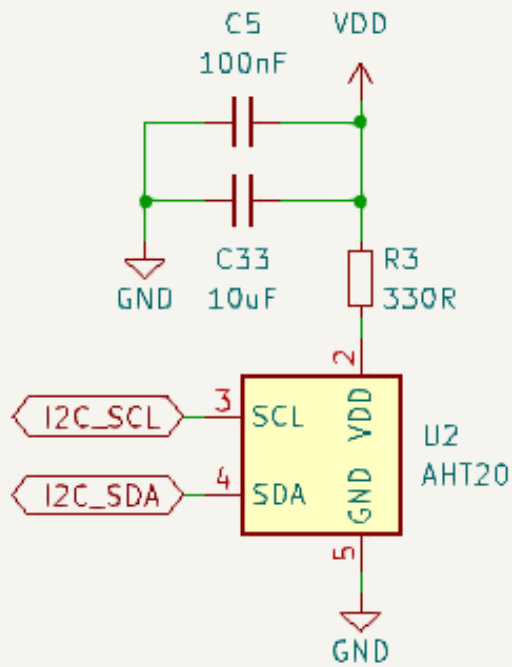 C5
100nF
VDD
C33
10uF
GND
R3
330R
2
VDD
I2C_SCL
3
SCL
I2C_SDA
4
SDA
GND
5
U2
AHT20
GND